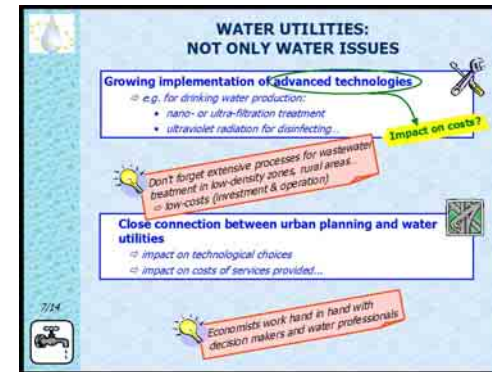 WATER UTILITIES:
NOT ONLY WATER ISSUES
Growing implementation of advanced technologies
⇨ e.g. for drinking water production:
• nano- or ultra-filtration treatment
• ultraviolet radiation for disinfecting...
Impact on costs?
Don't forget extensive processes for wastewater
treatment in low-density zones, rural areas...
⇨ low-costs (investment & operation)
Close connection between urban planning and water
utilities
⇨ impact on technological choices
⇨ impact on costs of services provided...
7/14
Economists work hand in hand with
decision makers and water professionals